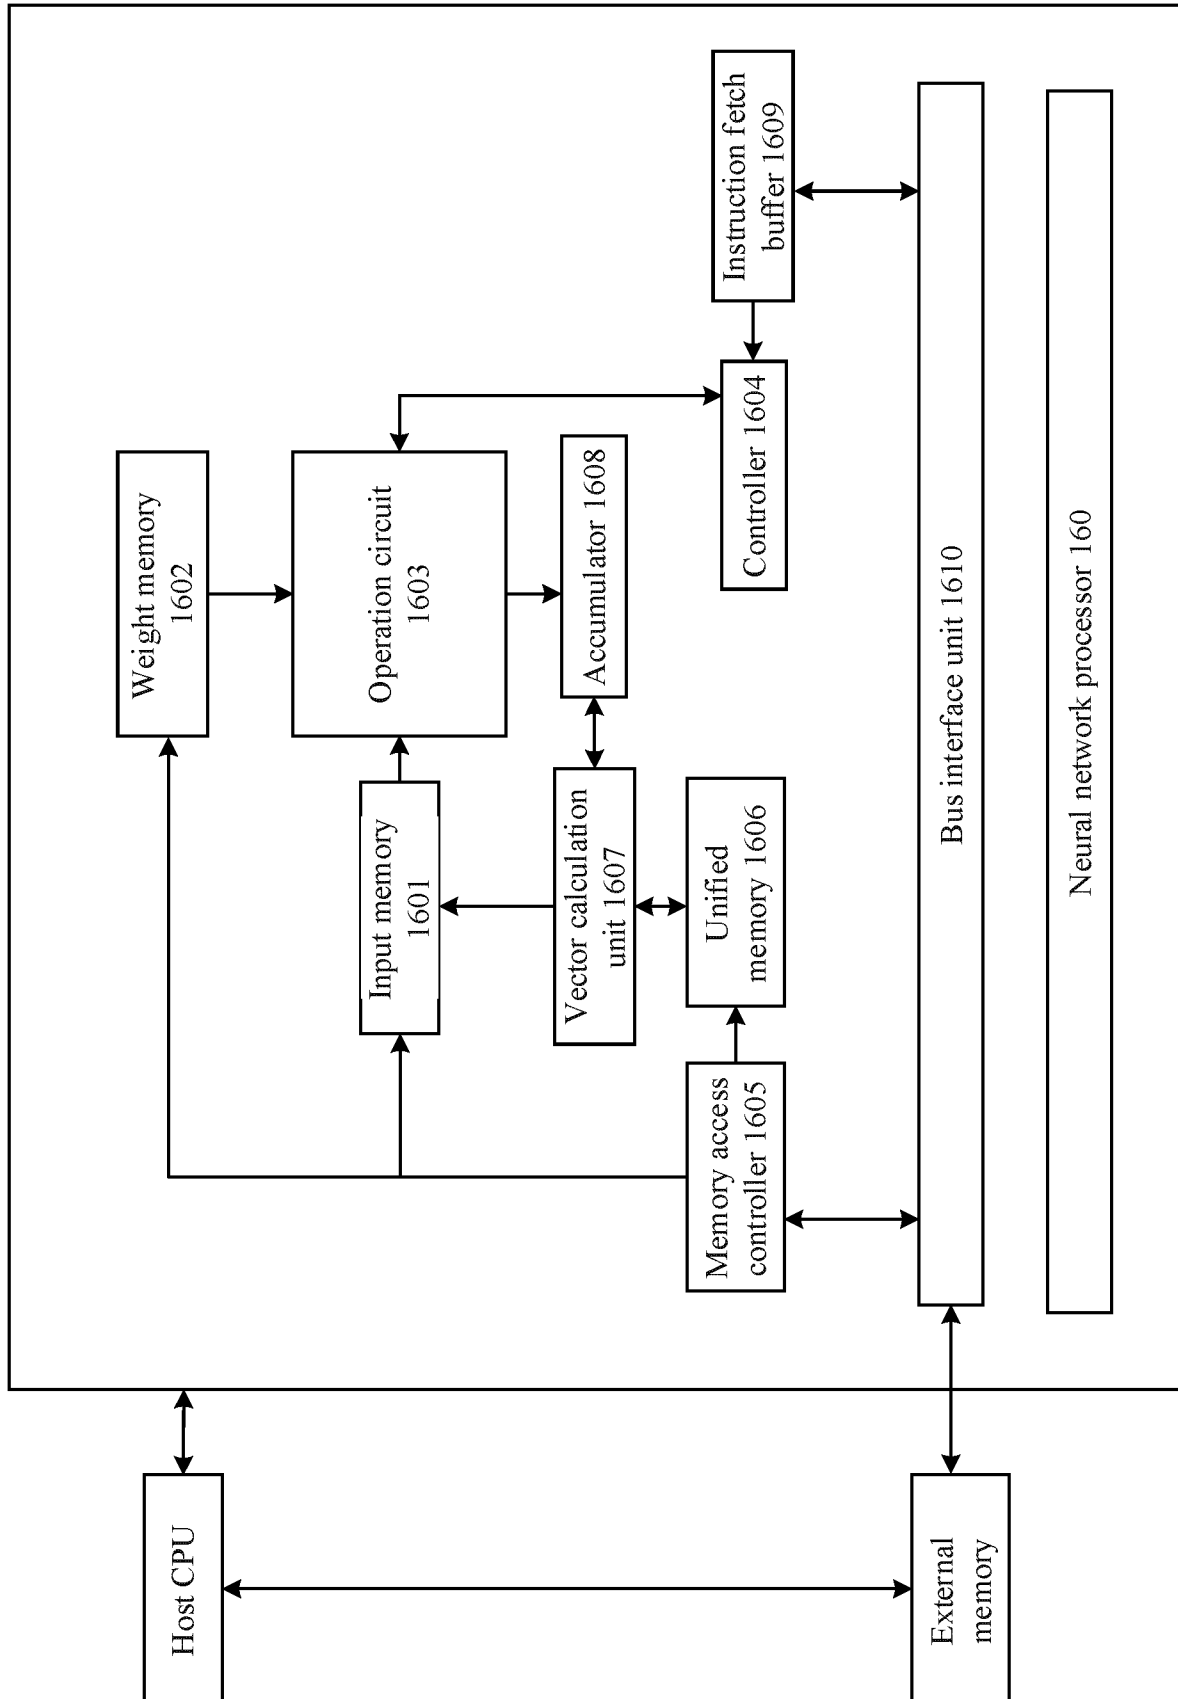 Host CPU
External
memory
Weight memory
1602
Input memory
1601
Operation circuit
1603
Vector calculation
unit 1607
Accumulator 1608
Memory access
controller 1605
Unified
memory 1606
Controller 1604
Instruction fetch
buffer 1609
Bus interface unit 1610
Neural network processor 160